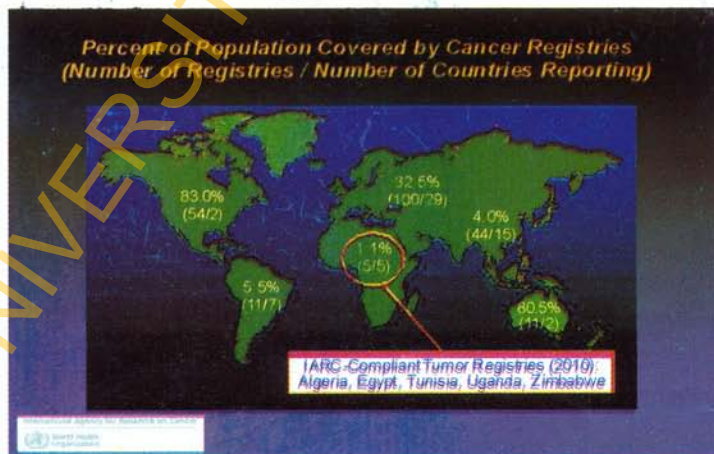 Percent of Population Covered by Cancer Registries
(Number of Registries / Number of Countries Reporting)
83.0%
(54/2)
32.5%
(100/29)
4.0%
(44/15)
1.1%
(5/5)
5.5%
(11/7)
80.5%
(11/2)
IARC-Compliant Tumor Registries (2010):
Algeria, Egypt, Tunisia, Uganda, Zimbabwe
International Agency for Research on Cancer
World Health
Organization